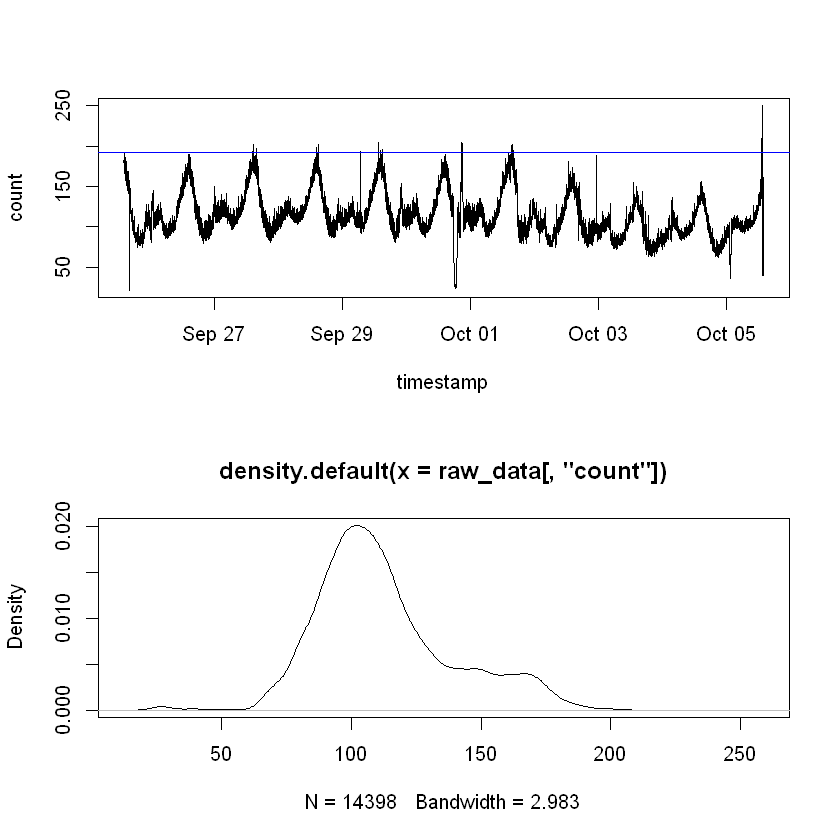 250
150
50
count
Sep 27 Sep 29 Oct 01 Oct 03 Oct 05
timestamp
density.default(x = raw_data[, "count"])
0.020
0.010
0.000
Density
50 100 150 200 250
N = 14398 Bandwidth = 2.983